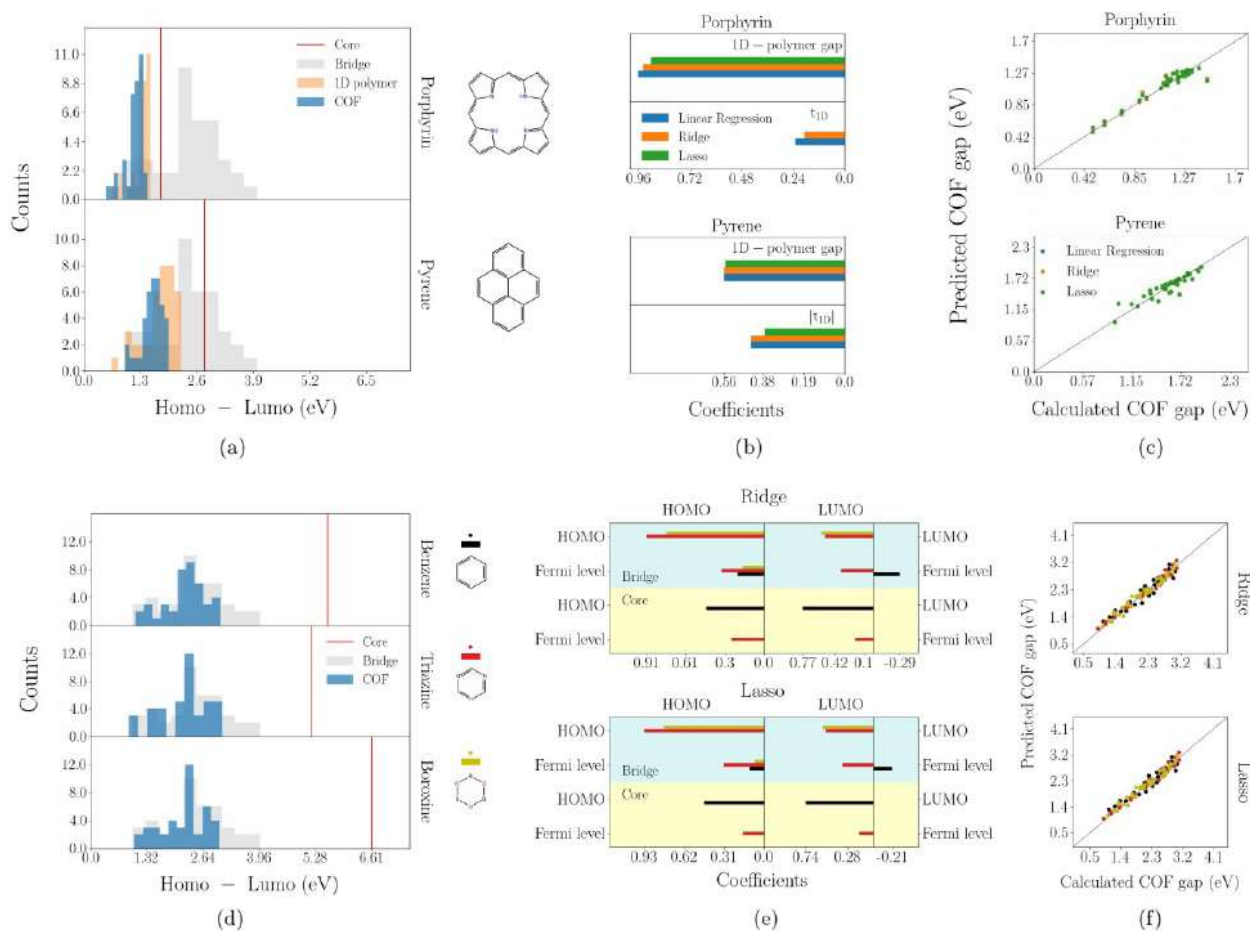 Counts
11.0
8.8
6.6
4.4
2.2
0.0
Core
Bridge
1D polymer
COF
Porphyrin
10.0
8.0
6.0
4.0
2.0
0.0
Pyrene
0.0 1.3 2.6 3.9 5.2 6.5
Homo − Lumo (eV)
(a)
Porphyrin
1D−polymer gap
Linear Regression
Ridge
Lasso
t1D
0.96 0.72 0.48 0.24 0.0
Pyrene
1D−polymer gap
|t1D|
0.56 0.38 0.19 0.0
Coefficients
(b)
Porphyrin
Predicted COF gap (eV)
1.7
1.27
0.85
0.42
0.0
0.0 0.42 0.85 1.27 1.7
Pyrene
2.3
1.72
1.15
0.57
0.0
Linear Regression
Ridge
Lasso
0.0 0.57 1.15 1.72 2.3
Calculated COF gap (eV)
(c)
Counts
12.0
8.0
4.0
0.0
Benzene
12.0
8.0
4.0
0.0
Core
Bridge
COF
Triazine
12.0
8.0
4.0
0.0
Boroxine
0.0 1.32 2.64 3.96 5.28 6.61
Homo − Lumo (eV)
(d)
Ridge
HOMO LUMO
HOMO LUMO
Fermi level Fermi level
Bridge
Core
HOMO LUMO
Fermi level Fermi level
0.91 0.61 0.3 0.0 0.77 0.42 0.1 -0.29
Lasso
HOMO LUMO
HOMO LUMO
Fermi level Fermi level
Bridge
Core
HOMO LUMO
Fermi level Fermi level
0.93 0.62 0.31 0.0 0.74 0.28 -0.21
Coefficients
(e)
Predicted COF gap (eV)
4.1
3.2
2.3
1.4
0.5
0.5 1.4 2.3 3.2 4.1
Ridge
4.1
3.2
2.3
1.4
0.5
0.5 1.4 2.3 3.2 4.1
Lasso
Calculated COF gap (eV)
(f)